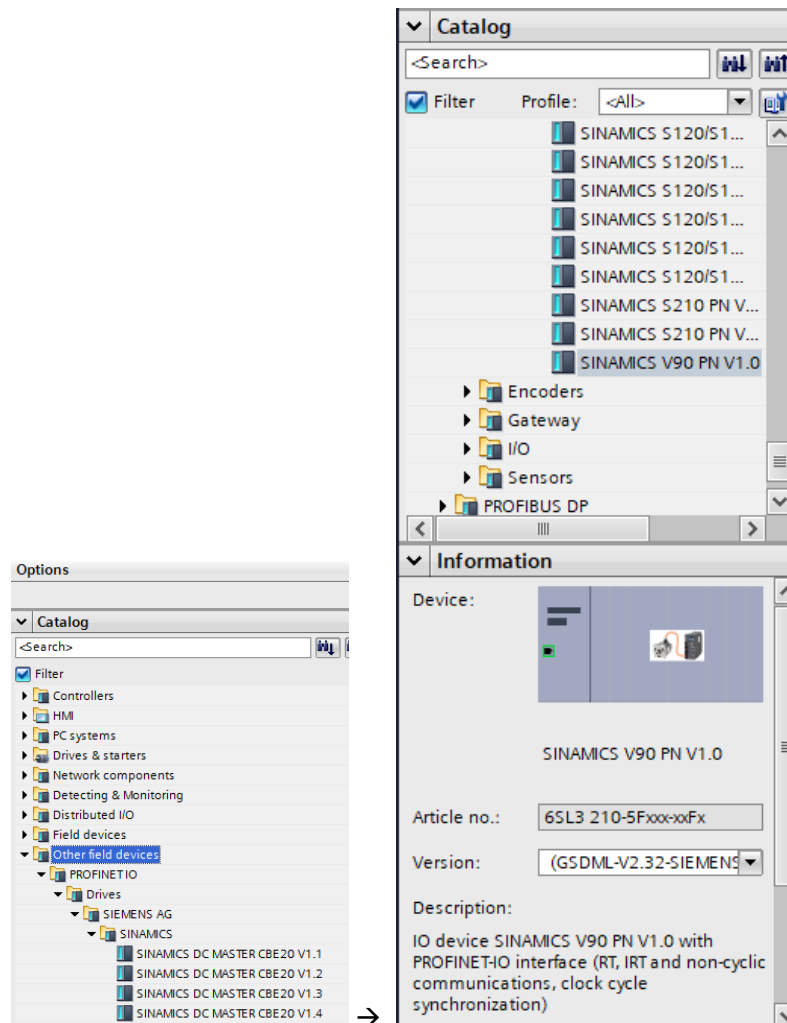 Options
Catalog
<Search>
Filter
Controllers
HMI
PC systems
Drives & starters
Network components
Detecting & Monitoring
Distributed I/O
Field devices
Other field devices
PROFINET IO
Drives
SIEMENS AG
SINAMICS
SINAMICS DC MASTER CBE20 V1.1
SINAMICS DC MASTER CBE20 V1.2
SINAMICS DC MASTER CBE20 V1.3
SINAMICS DC MASTER CBE20 V1.4
→
Catalog
<Search>
Filter Profile: <All>
SINAMICS S120/S1...
SINAMICS S120/S1...
SINAMICS S120/S1...
SINAMICS S120/S1...
SINAMICS S120/S1...
SINAMICS S120/S1...
SINAMICS S210 PN V...
SINAMICS S210 PN V...
SINAMICS V90 PN V1.0
Encoders
Gateway
I/O
Sensors
PROFIBUS DP
Information
Device:
SINAMICS V90 PN V1.0
Article no.: 6SL3 210-5Fxxx-xxFx
Version: (GSDML-V2.32-SIEMENS
Description:
IO device SINAMICS V90 PN V1.0 with
PROFINET-IO interface (RT, IRT and non-cyclic
communications, clock cycle
synchronization)